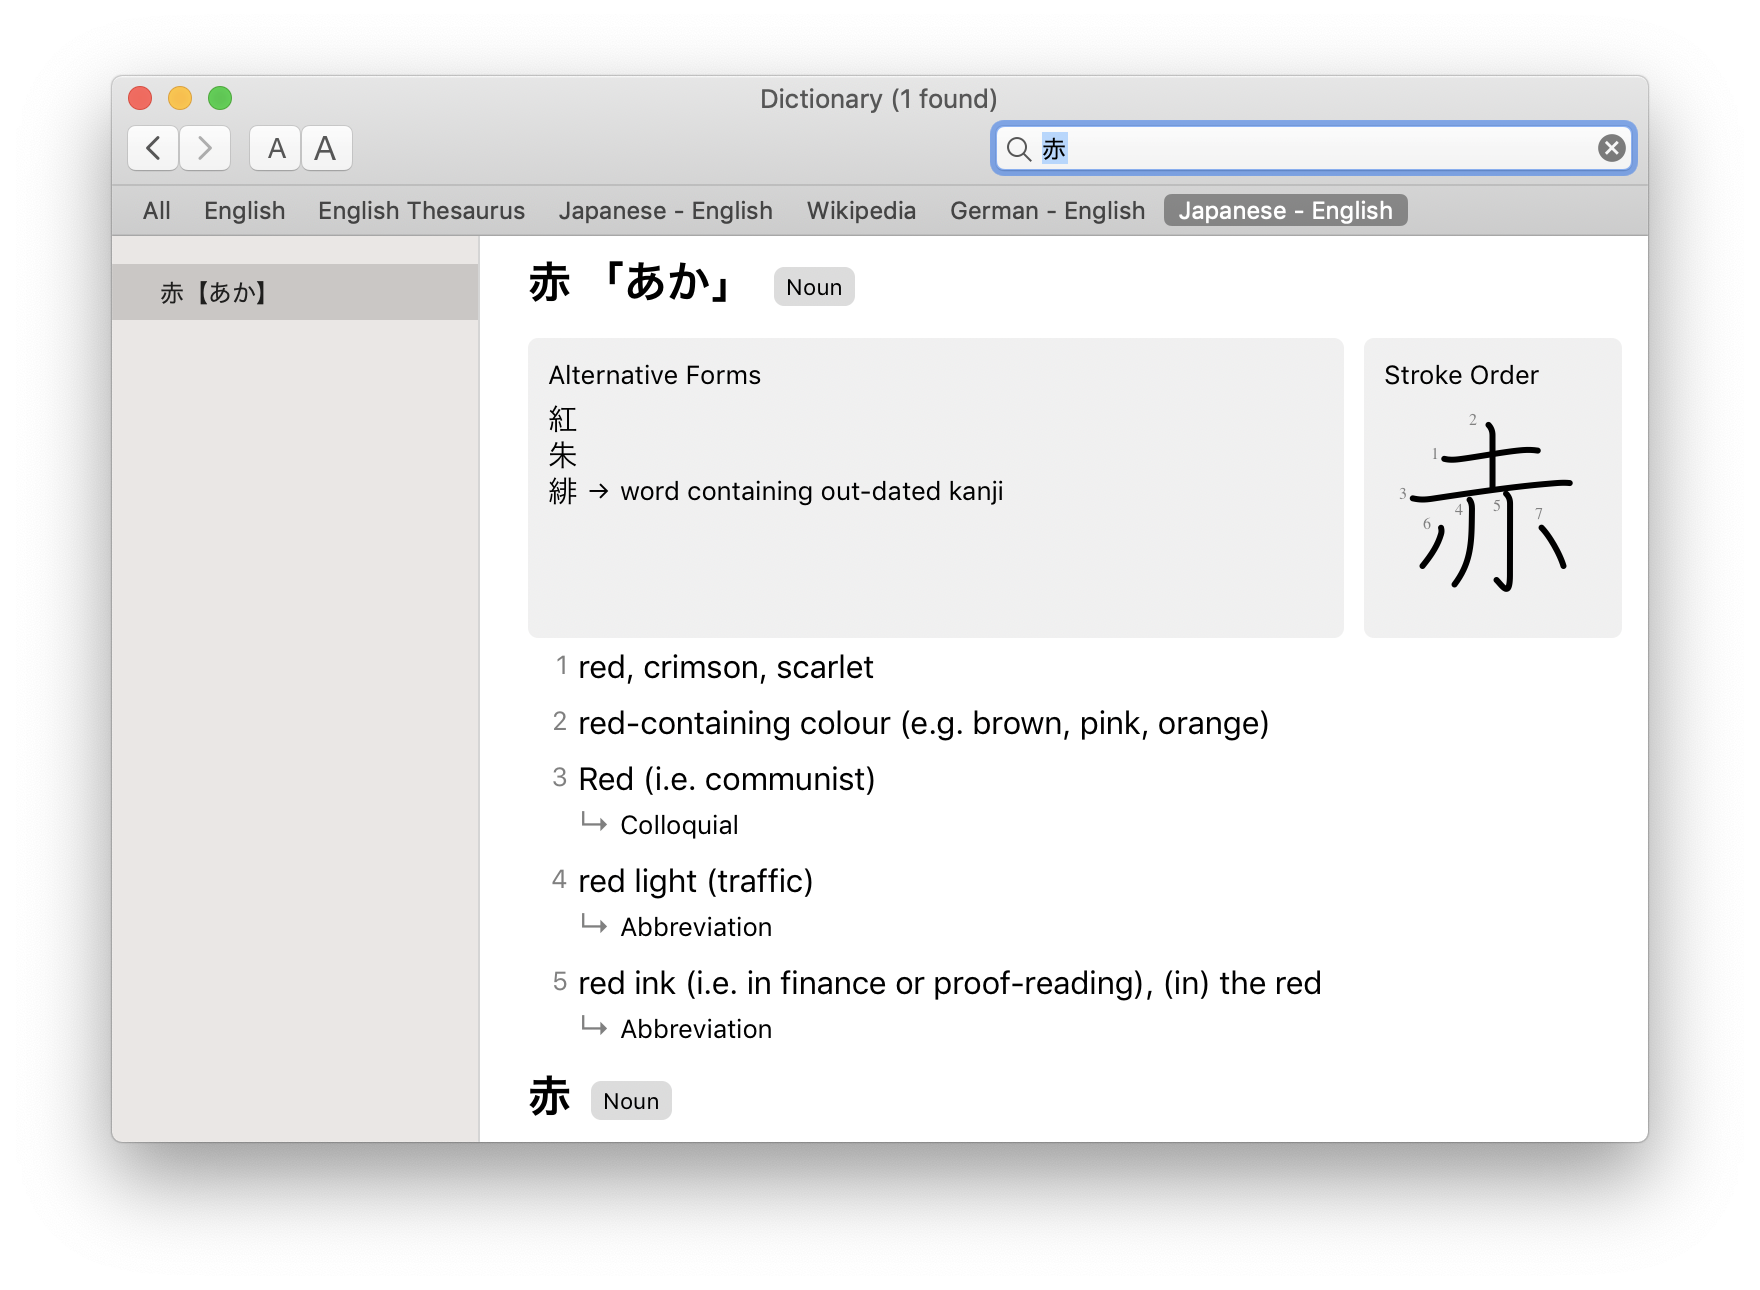 Dictionary (1 found)
A A
赤
All English English Thesaurus Japanese - English Wikipedia German - English Japanese - English
赤【あか】
赤 「あか」 Noun
Alternative Forms
紅
朱
緋 → word containing out-dated kanji
Stroke Order
2
1
3
4 5
6 7
1 red, crimson, scarlet
2 red-containing colour (e.g. brown, pink, orange)
3 Red (i.e. communist)
Colloquial
4 red light (traffic)
Abbreviation
5 red ink (i.e. in finance or proof-reading), (in) the red
Abbreviation
赤 Noun